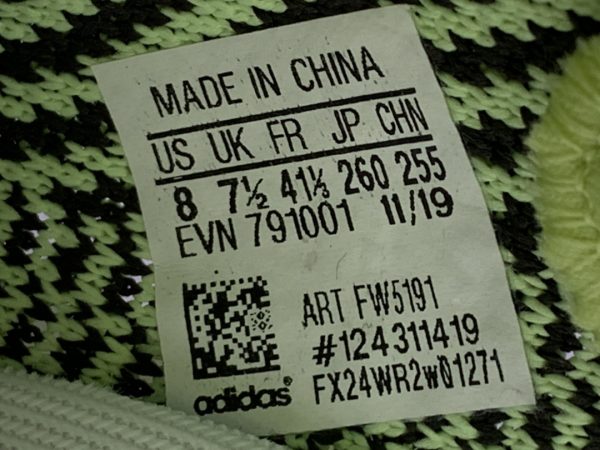 MADE IN CHINA
US UK FR JP CHN
8 7½ 41⅓ 260 255
EVN 791001 11/19
ART FW5191
#124311419
FX24WR2W01271
adidas®